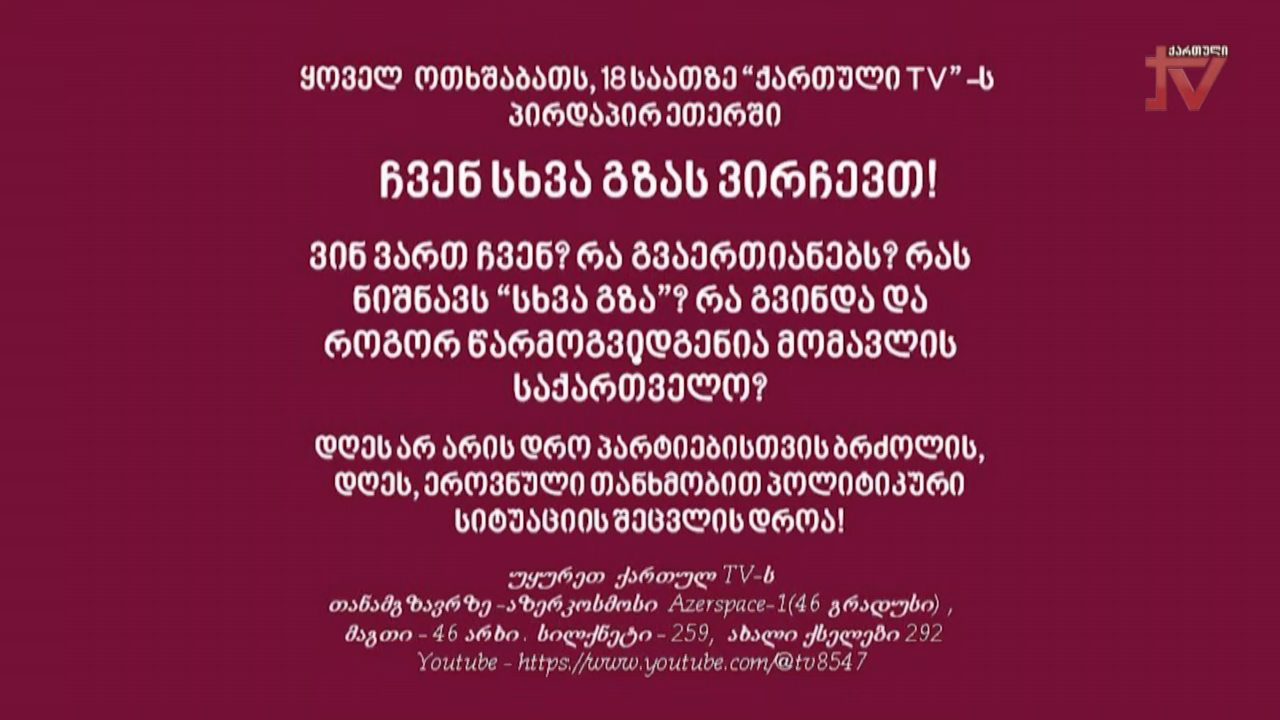 ქართული
TV
ყოველ ოთხშაბათს, 18 საათზე “ქართული TV” –ს
პირდაპირ ეთერში
ჩვენ სხვა გზას ვირჩევთ!
ვინ ვართ ჩვენ? რა გვაერთიანებს? რას
ნიშნავს “სხვა გზა”? რა გვინდა და
როგორ წარმოგვიდგენია მომავლის
საქართველო?
დღეს არ არის დრო პარტიებისთვის ბრძოლის,
დღეს, ეროვნული თანხმობით პოლიტიკური
სიტუაციის შეცვლის დროა!
უყურეთ ქართულ TV-ს
თანამგზავრზე –აზერკოსმოსი Azerspace-1(46 გრადუსი) ,
მაგთი – 46 არხი . სილქნეტი – 259, ახალი ქსელები 292
Youtube - https://www.youtube.com/@tv8547